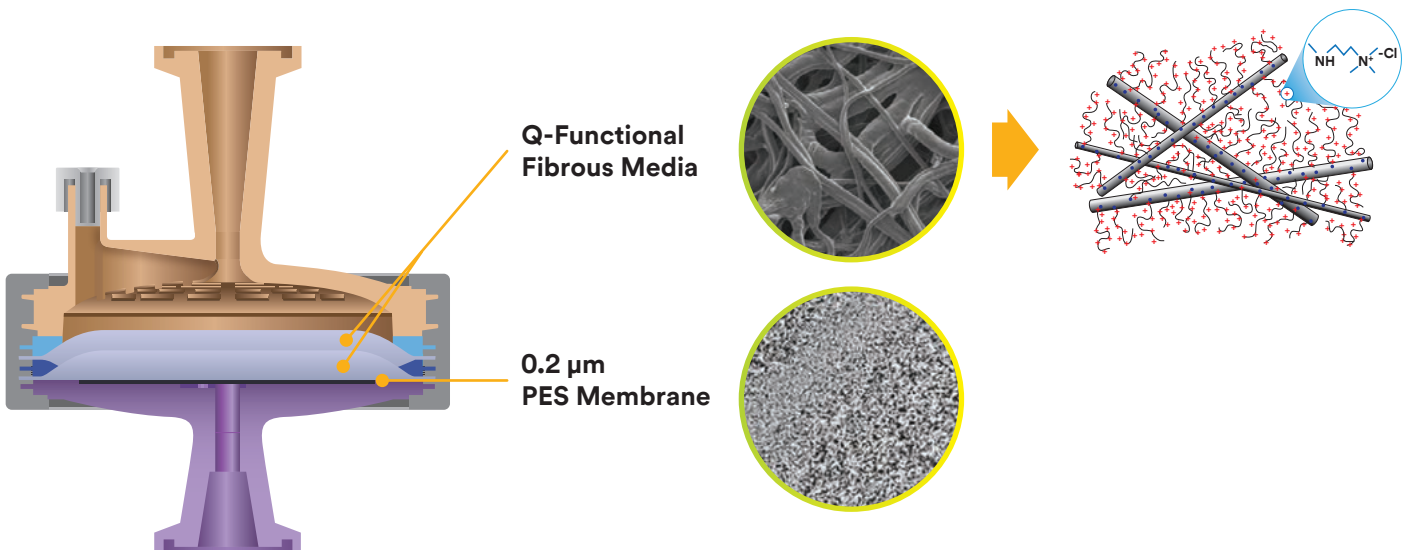 Q-Functional
Fibrous Media
0.2 µm
PES Membrane
NH
N+
-Cl